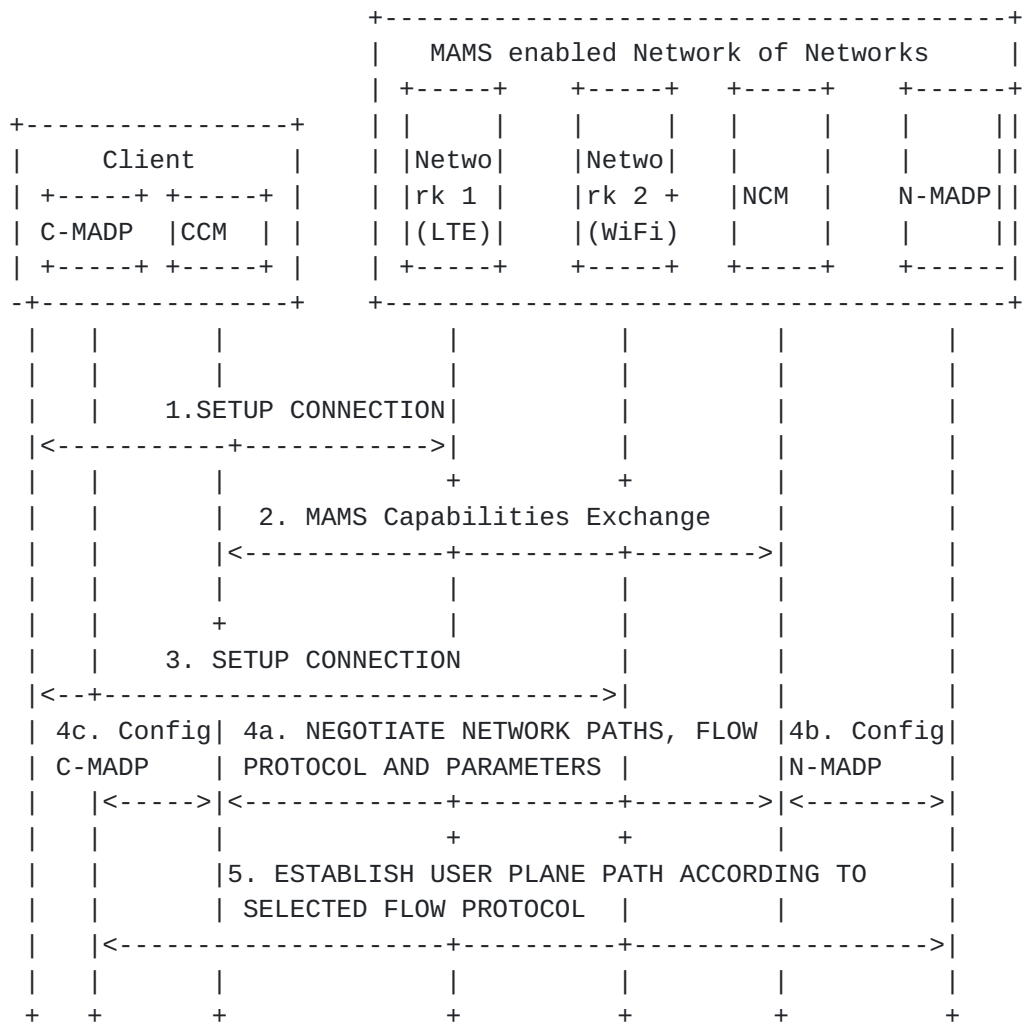 MAMS enabled Network of Networks
Client
Netwo
rk 1
(LTE)
Netwo
rk 2 +
(WiFi)
NCM
N-MADP
C-MADP
CCM
1.SETUP CONNECTION
2. MAMS Capabilities Exchange
3. SETUP CONNECTION
4c. Config
C-MADP
4a. NEGOTIATE NETWORK PATHS, FLOW
PROTOCOL AND PARAMETERS
4b. Config
N-MADP
5. ESTABLISH USER PLANE PATH ACCORDING TO
SELECTED FLOW PROTOCOL